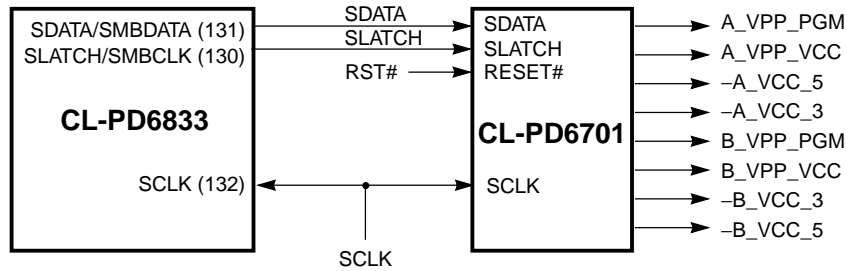 SDATA/SMBDATA (131)
SLATCH/SMBCLK (130)
CL-PD6833
SCLK (132)
SDATA
SLATCH
RST#
SCLK
SDATA
SLATCH
RESET#
CL-PD6701
SCLK
A_VPP_PGM
A_VPP_VCC
–A_VCC_5
–A_VCC_3
B_VPP_PGM
B_VPP_VCC
–B_VCC_3
–B_VCC_5